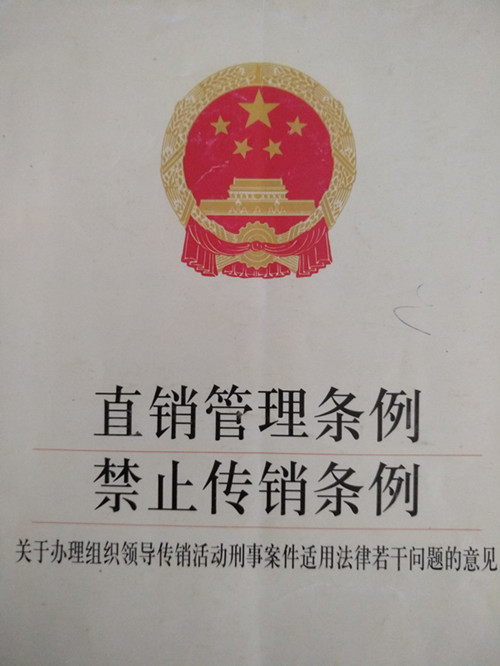 直销管理条例
禁止传销条例
关于办理组织领导传销活动刑事案件适用法律若干问题的意见